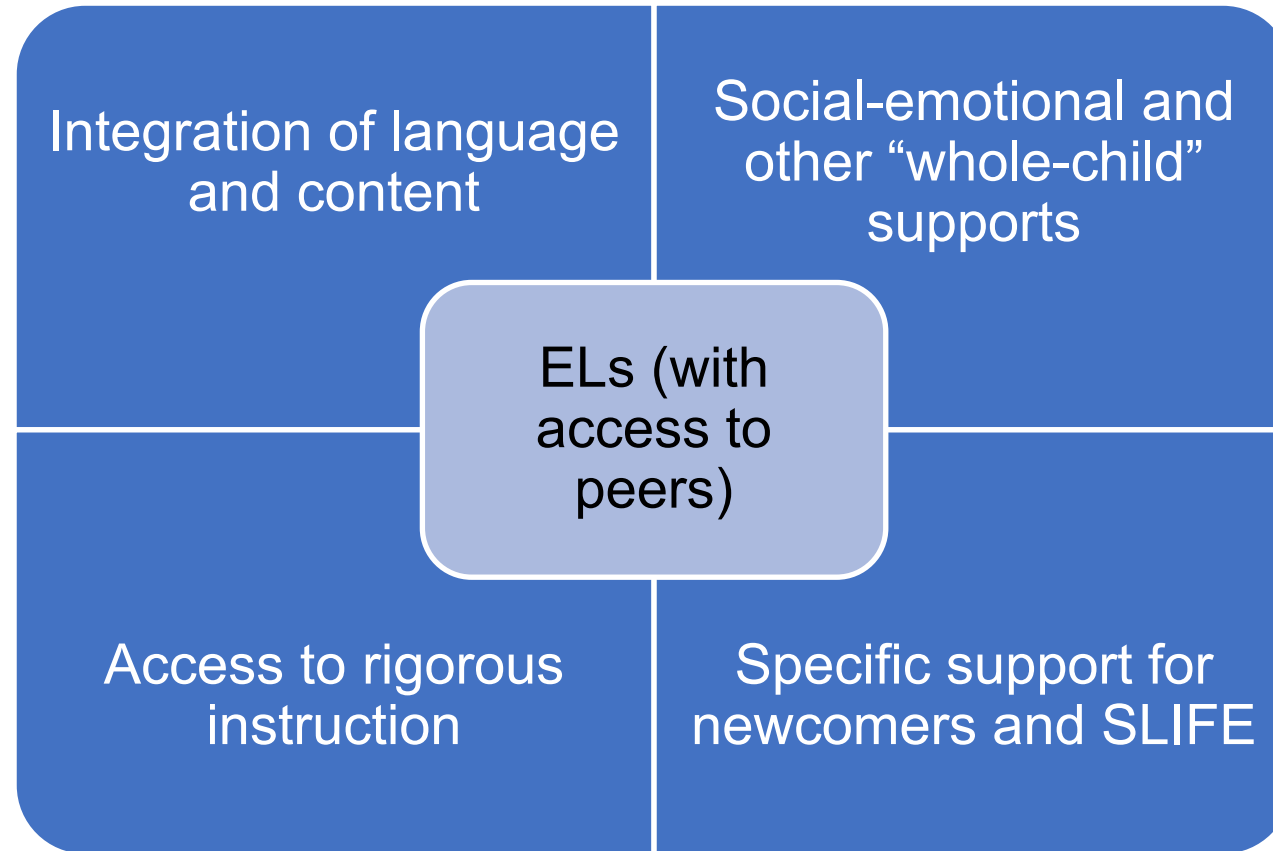 Integration of language
and content
Social-emotional and
other “whole-child”
supports
ELs (with
access to
peers)
Access to rigorous
instruction
Specific support for
newcomers and SLIFE